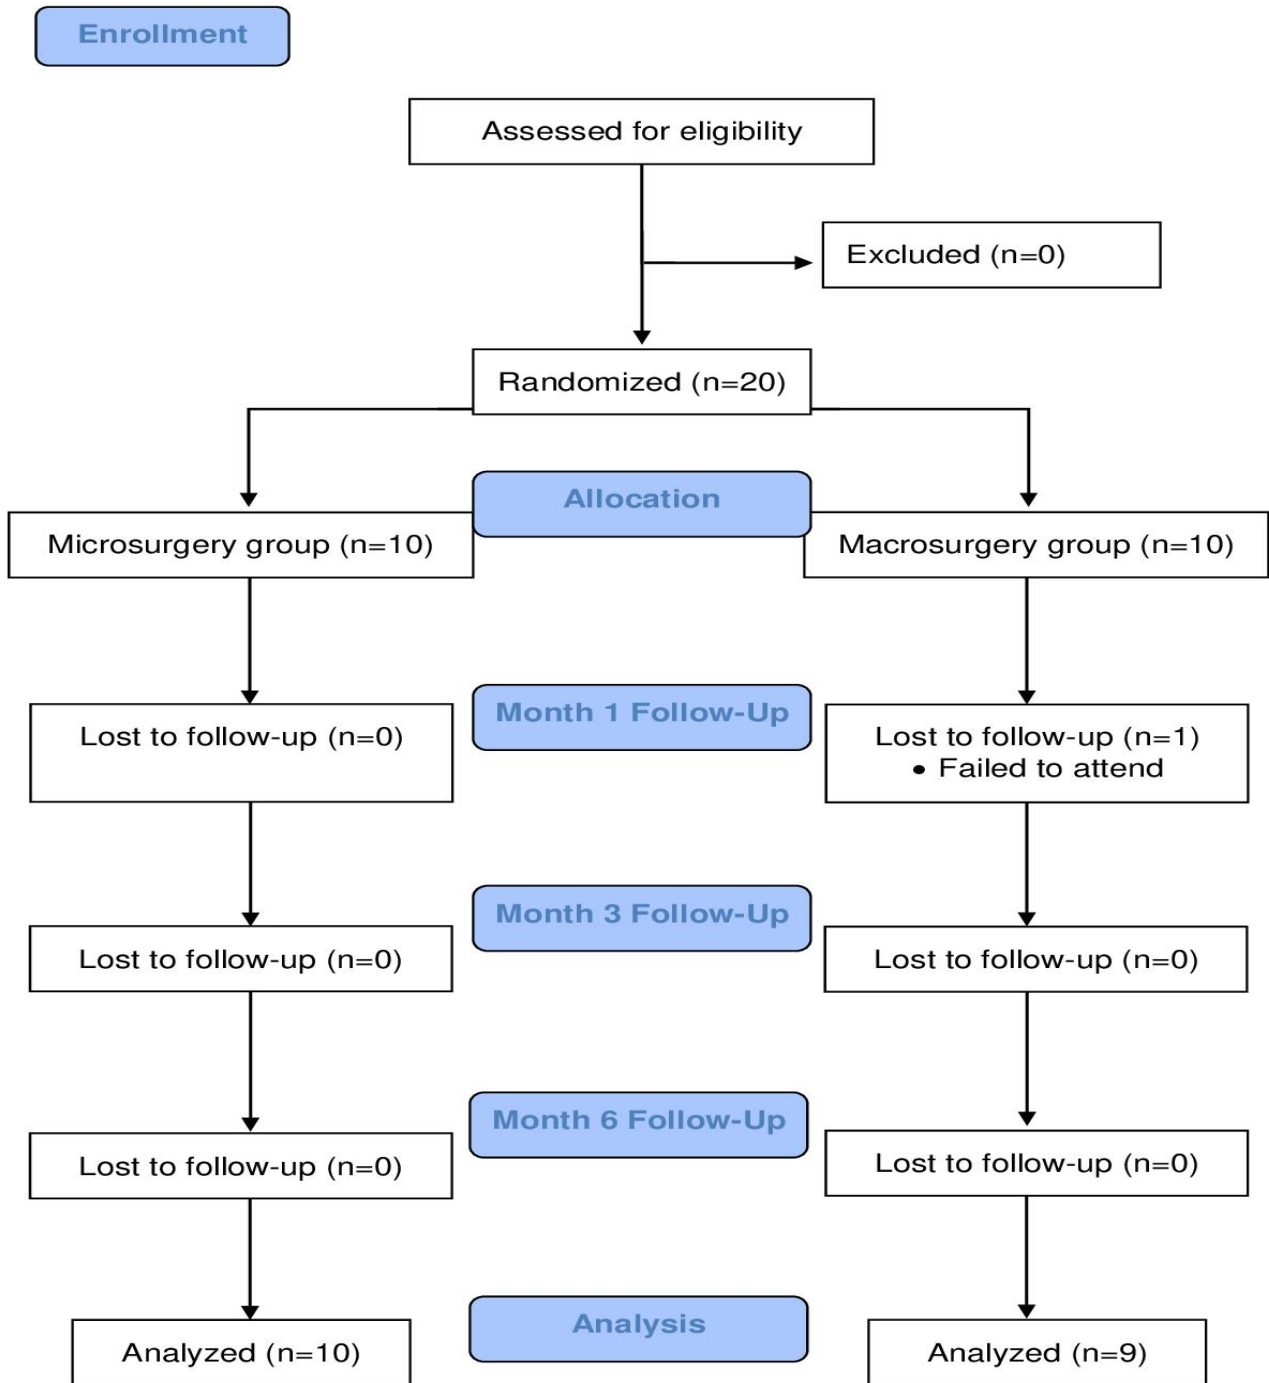 Enrollment
Assessed for eligibility
Excluded (n=0)
Randomized (n=20)
Allocation
Microsurgery group (n=10)
Macrosurgery group (n=10)
Month 1 Follow-Up
Lost to follow-up (n=0)
Lost to follow-up (n=1)
• Failed to attend
Month 3 Follow-Up
Lost to follow-up (n=0)
Lost to follow-up (n=0)
Month 6 Follow-Up
Lost to follow-up (n=0)
Lost to follow-up (n=0)
Analysis
Analyzed (n=10)
Analyzed (n=9)